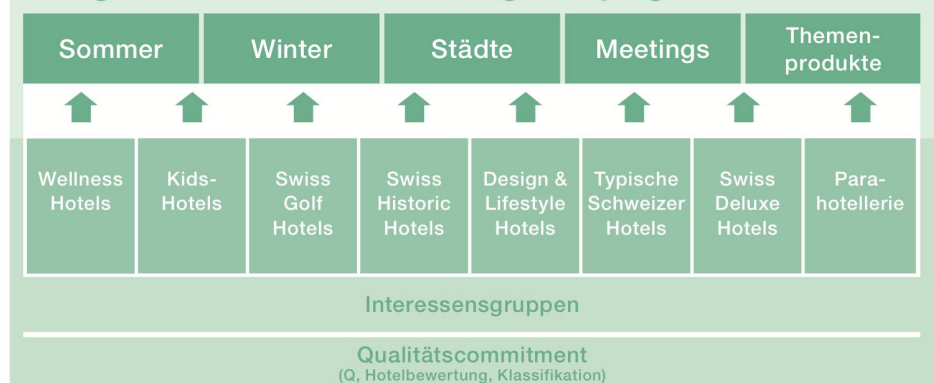 Sommer
Winter
Städte
Meetings
Themen-
produkte
Wellness
Hotels
Kids-
Hotels
Swiss
Golf
Hotels
Swiss
Historic
Hotels
Design &
Lifestyle
Hotels
Typische
Schweizer
Hotels
Swiss
Deluxe
Hotels
Para-
hotellerie
Interessensgruppen
Qualitätscommitment
(Q, Hotelbewertung, Klassifikation)